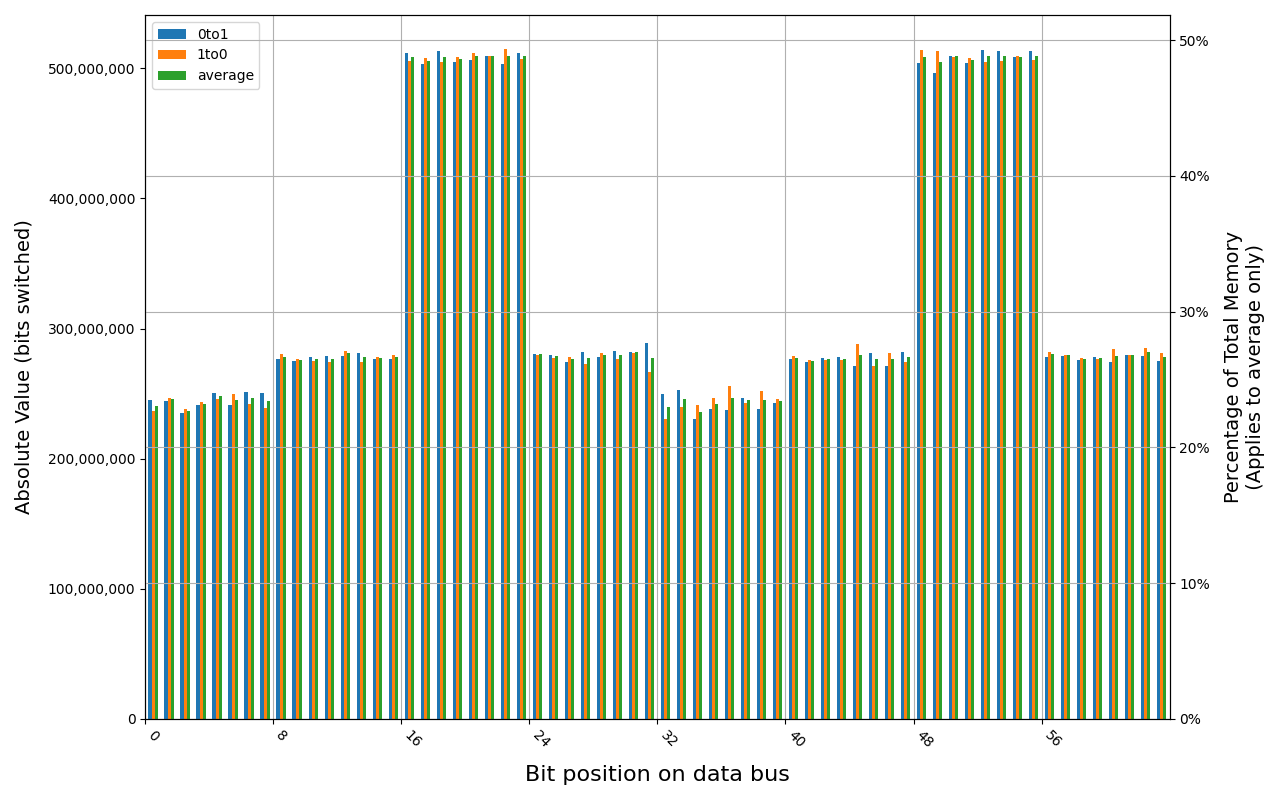 0to1
1to0
average
500,000,000
400,000,000
300,000,000
200,000,000
100,000,000
0
Absolute Value (bits switched)
50%
40%
30%
20%
10%
0%
Percentage of Total Memory
(Applies to average only)
0
8
16
24
32
40
48
56
Bit position on data bus